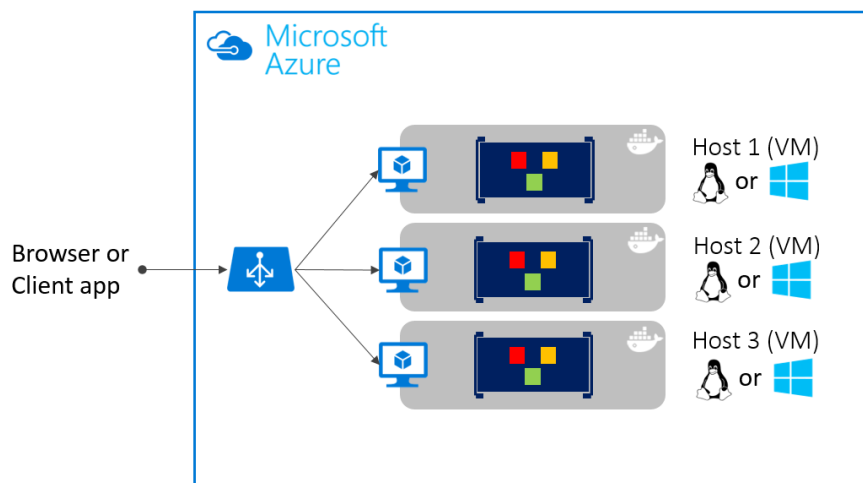 Microsoft
Azure
Host 1 (VM)
or
Browser or
Client app
Host 2 (VM)
or
Host 3 (VM)
or